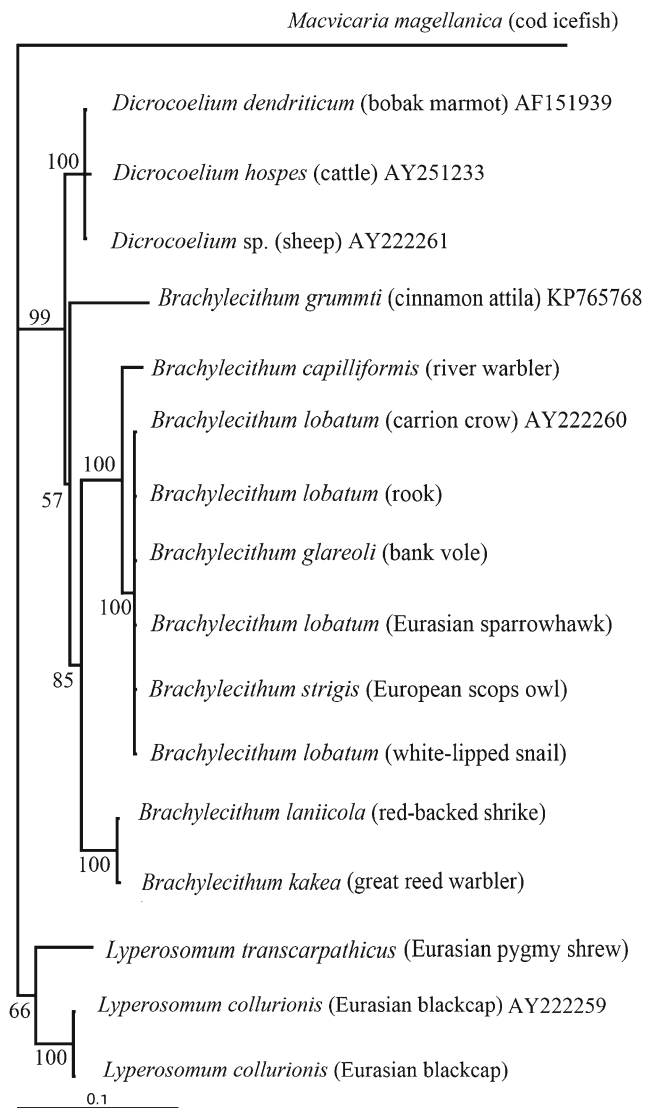 Macvicaria magellanica (cod icefish)
Dicrocoelium dendriticum (bobak marmot) AF151939
100
Dicrocoelium hospes (cattle) AY251233
Dicrocoelium sp. (sheep) AY222261
Brachylecithum grummti (cinnamon attila) KP765768
99
Brachylecithum capilliformis (river warbler)
Brachylecithum lobatum (carrion crow) AY222260
100
57
Brachylecithum lobatum (rook)
Brachylecithum glareoli (bank vole)
100
Brachylecithum lobatum (Eurasian sparrowhawk)
85
Brachylecithum strigis (European scops owl)
Brachylecithum lobatum (white-lipped snail)
Brachylecithum laniicola (red-backed shrike)
100
Brachylecithum kakea (great reed warbler)
Lyperosomum transcarpathicus (Eurasian pygmy shrew)
66
Lyperosomum collurionis (Eurasian blackcap) AY222259
100
Lyperosomum collurionis (Eurasian blackcap)
0.1